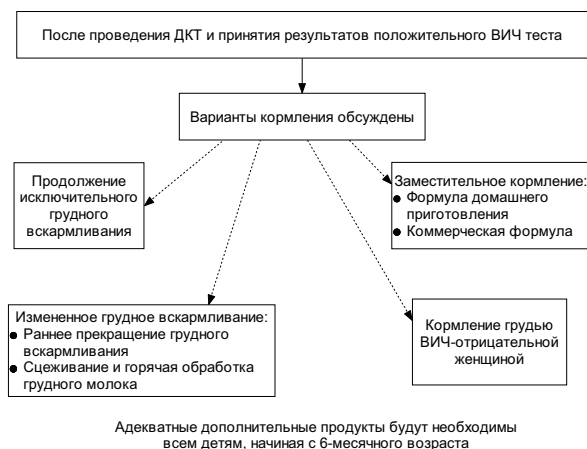 После проведения ДКТ и принятия результатов положительного ВИЧ теста
Варианты кормления обсуждены
Продолжение
исключительного
грудного
вскармливания
Заместительное кормление:
● Формула домашнего
приготовления
● Коммерческая формула
Измененное грудное вскармливание:
● Раннее прекращение грудного
вскармливания
● Сцеживание и горячая обработка
грудного молока
Кормление грудью
ВИЧ-отрицательной
женщиной
Адекватные дополнительные продукты будут необходимы
всем детям, начиная с 6-месячного возраста